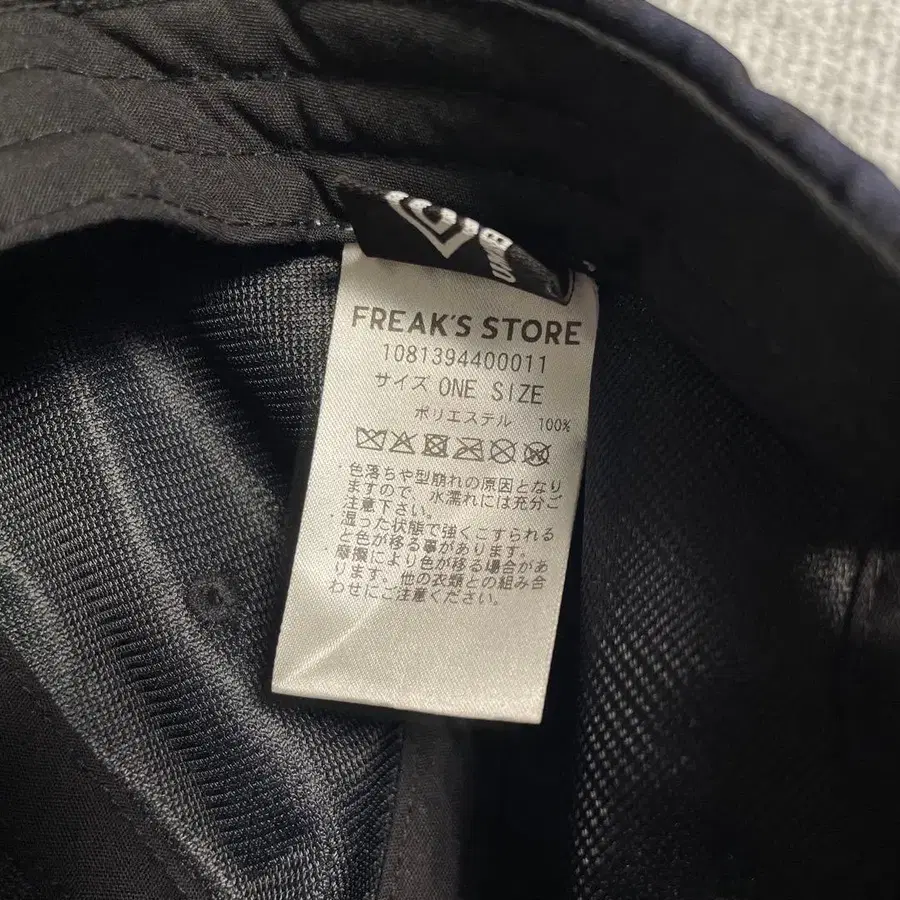 FREAK'S STORE
1081394400011
サイズ ONE SIZE
ポリエステル 100%
・色落ちや型崩れの原因となり
ますので、水濡れには充分ご
注意下さい。
・湿った状態で強くこすられる
と色が移る事があります。
・摩擦により色が移る場合があ
ります。他の衣類との組み合
わせにご注意ください。